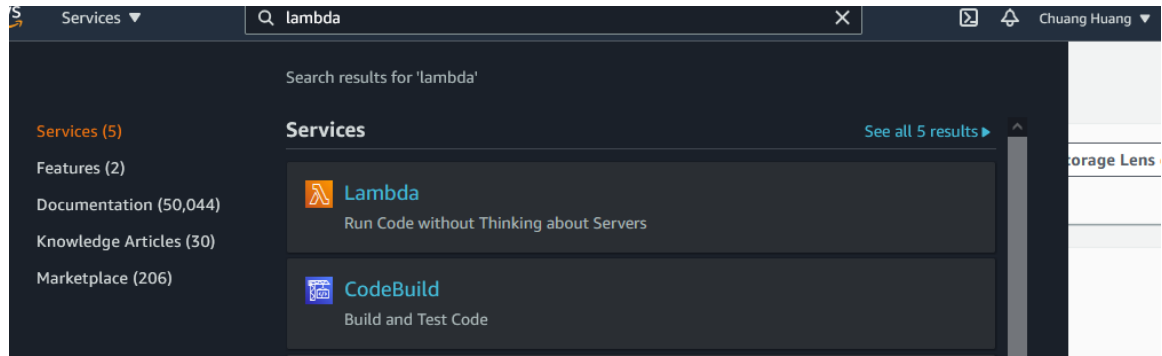 Services ▼
lambda
Chuang Huang ▼
Search results for 'lambda'
Services (5)
Features (2)
Documentation (50,044)
Knowledge Articles (30)
Marketplace (206)
Services
See all 5 results ▶
Lambda
Run Code without Thinking about Servers
CodeBuild
Build and Test Code
Lens